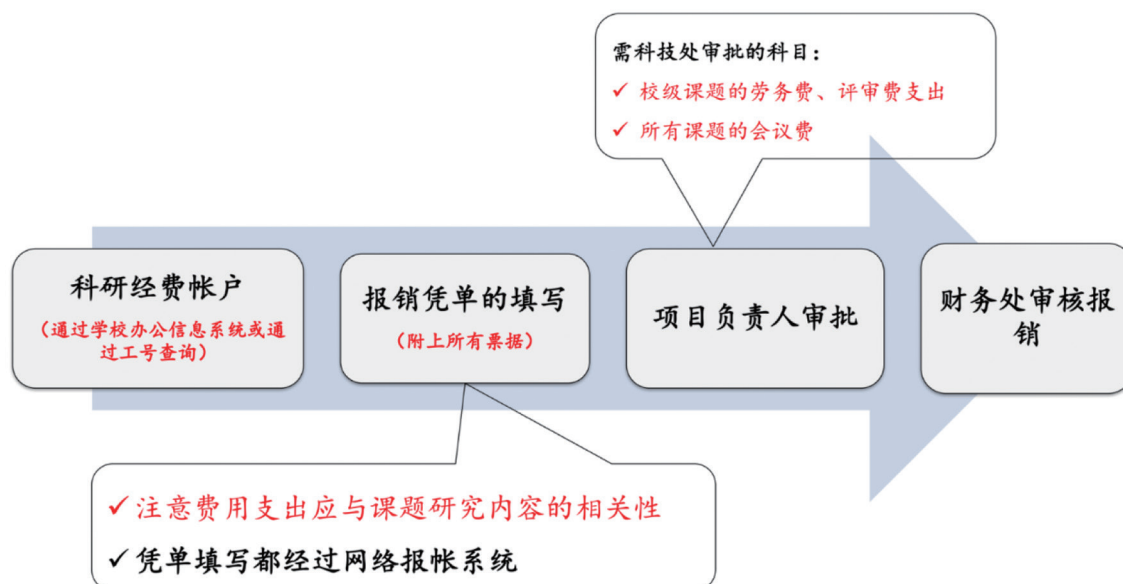 需科技处审批的科目：
✓ 校级课题的劳务费、评审费支出
✓ 所有课题的会议费
科研经费帐户
（通过学校办公信息系统或通
过工号查询）
报销凭单的填写
（附上所有票据）
项目负责人审批
财务处审核报
销
✓ 注意费用支出应与课题研究内容的相关性
✓ 凭单填写都经过网络报帐系统